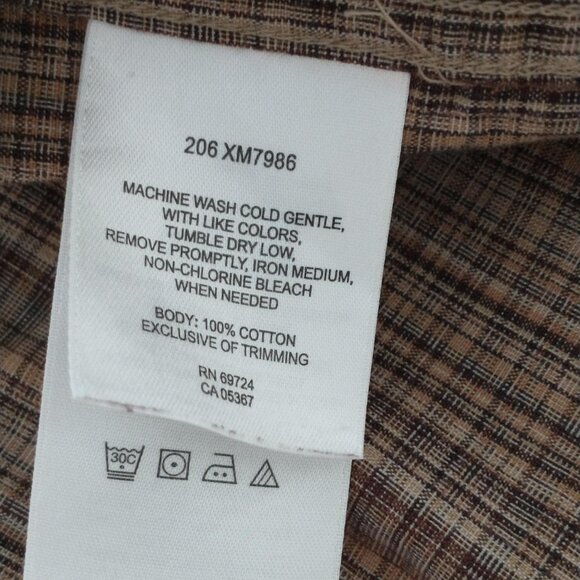 206 XM7986
MACHINE WASH COLD GENTLE,
WITH LIKE COLORS,
TUMBLE DRY LOW,
REMOVE PROMPTLY, IRON MEDIUM,
NON-CHLORINE BLEACH
WHEN NEEDED
BODY: 100% COTTON
EXCLUSIVE OF TRIMMING
RN 69724
CA 05367
30C